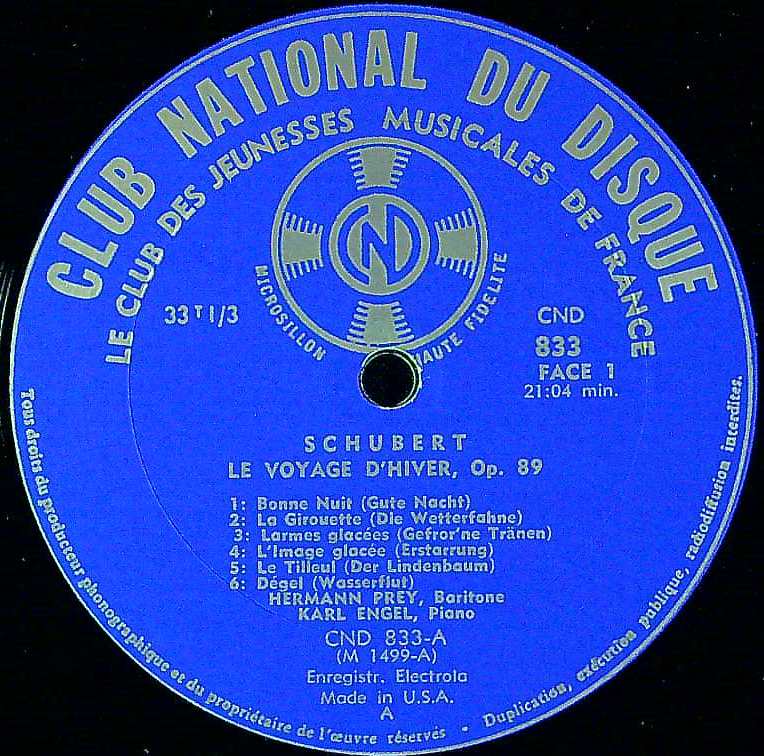 CLUB NATIONAL DU DISQUE
LE CLUB DES JEUNESSES MUSICALES DE FRANCE
CND
MICROSILLON
HAUTE FIDELITE
33 T 1/3
CND
833
FACE 1
21:04 min.
SCHUBERT
LE VOYAGE D'HIVER, Op. 89
1: Bonne Nuit (Gute Nacht)
2: La Girouette (Die Wetterfahne)
3: Larmes glacées (Gefror'ne Tränen)
4: L'Image glacée (Erstarrung)
5: Le Tilleul (Der Lindenbaum)
6: Dégel (Wasserflut)
HERMANN PREY, Baritone
KARL ENGEL, Piano
CND 833-A
(M 1499-A)
Enregistr. Electrola
Made in U.S.A.
A
Tous droits du producteur phonographique et du propriétaire de l'œuvre réservés • Duplication, exécution publique, radiodiffusion interdites.